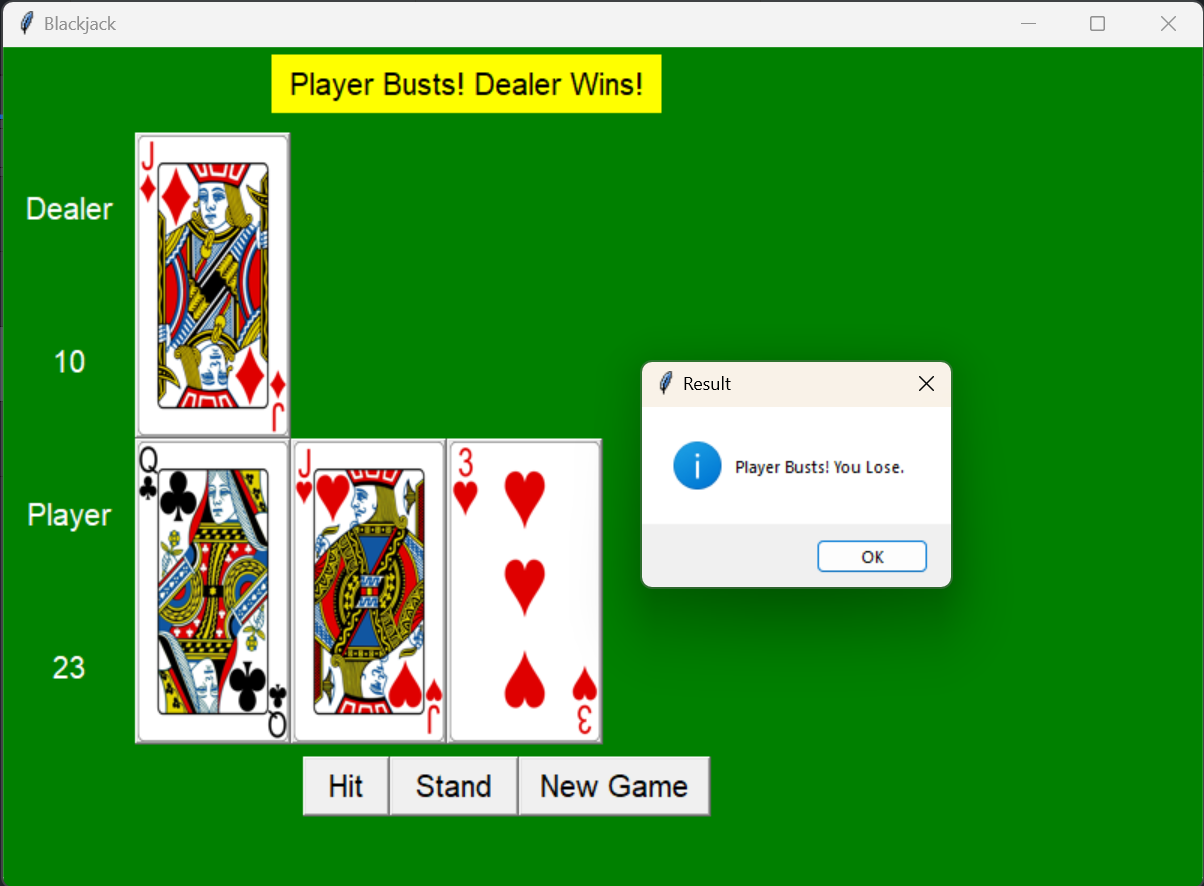 Blackjack
Player Busts! Dealer Wins!
J
Dealer
10
J
Result
Player Busts! You Lose.
OK
Q
J
3
Player
23
Q
J
3
Hit
Stand
New Game